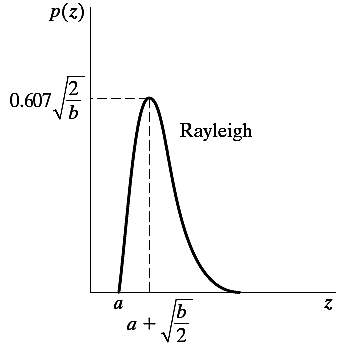 p(z)
0.607√(2/b)
Rayleigh
a
z
a + √(b/2)